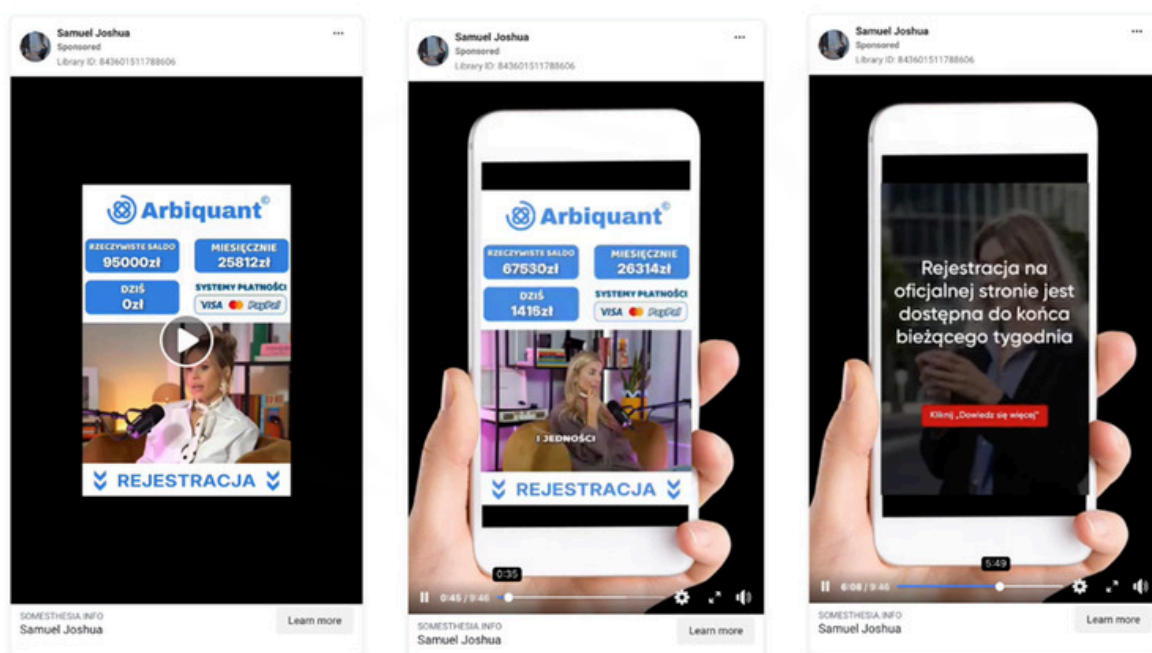 Samuel Joshua
Sponsored
Library ID: 843601511788606
Arbiquant©
RZECZYWISTE SALDO
95000zł
MIESIĘCZNIE
25812zł
DZIŚ
0zł
SYSTEMY PŁATNOŚCI
VISA PayPal
REJESTRACJA
SOMESTHESIA.INFO
Samuel Joshua
Learn more
Samuel Joshua
Sponsored
Library ID: 843601511788606
Arbiquant©
RZECZYWISTE SALDO
67530zł
MIESIĘCZNIE
26314zł
DZIŚ
1415zł
SYSTEMY PŁATNOŚCI
VISA PayPal
I JEDNOŚCI
REJESTRACJA
0:35
0:45 / 9:46
SOMESTHESIA.INFO
Samuel Joshua
Learn more
Samuel Joshua
Sponsored
Library ID: 843601511788606
Rejestracja na
oficjalnej stronie jest
dostępna do końca
bieżącego tygodnia
Kliknij „Dowiedz się więcej"
5:49
6:08 / 9:46
SOMESTHESIA.INFO
Samuel Joshua
Learn more